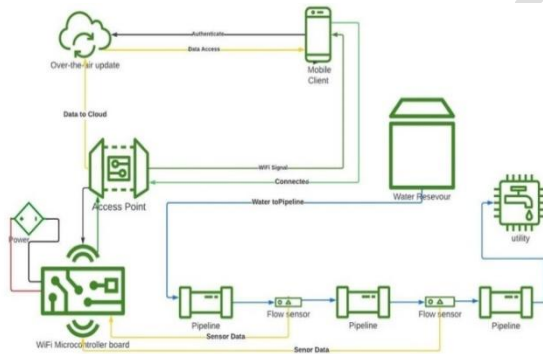 Authenticate
Data Access
Over-the-air update
Mobile
Client
Data to Cloud
WiFi Signal
Connected
Access Point
Water Resevour
Water toPipeline
utility
Power
Pipeline
Flow sensor
Pipeline
Flow sensor
Pipeline
WiFi Microcontroller board
Sensor Data
Senor Data